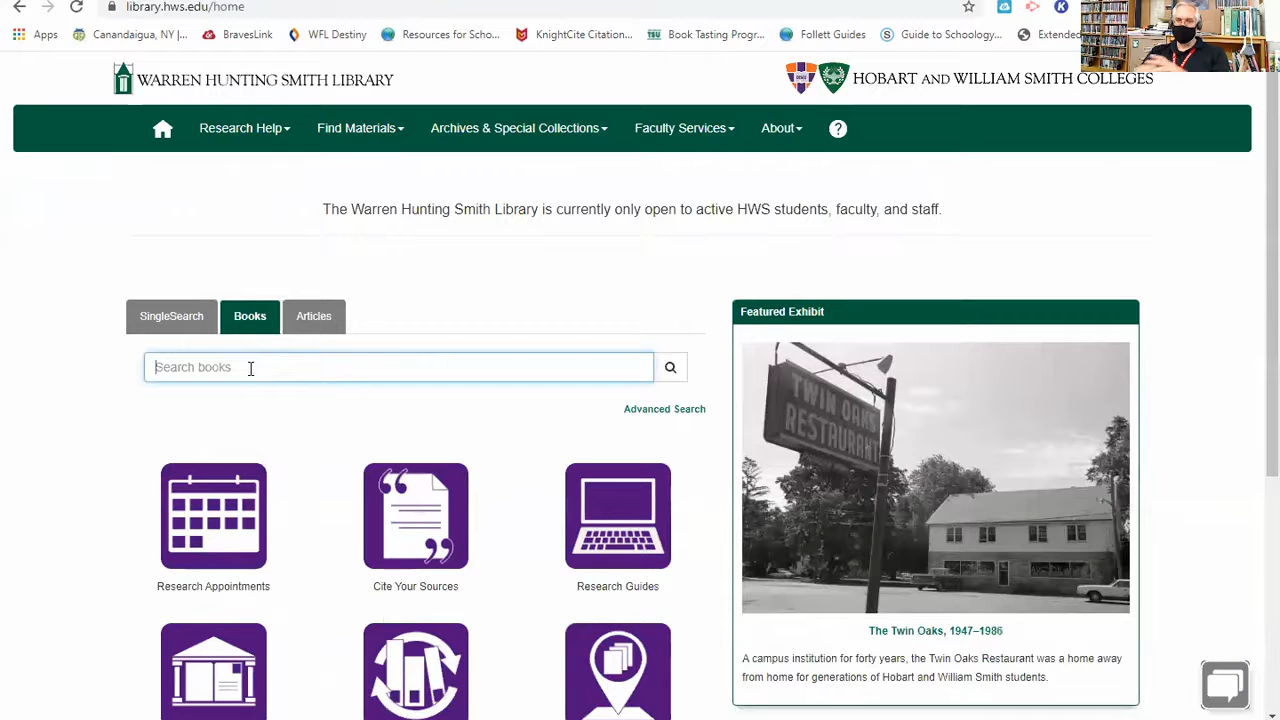 library.hws.edu/home
Apps Canandaigua, NY |... BravesLink WFL Destiny Resources for Scho... KnightCite Citation... Book Tasting Prog... Follett Guides Guide to Schoology... Extended
WARREN HUNTING SMITH LIBRARY
HOBART AND WILLIAM SMITH COLLEGES
Research Help Find Materials Archives & Special Collections Faculty Services About ?
The Warren Hunting Smith Library is currently only open to active HWS students, faculty, and staff.
SingleSearch Books Articles
Search books
Advanced Search
Research Appointments
Cite Your Sources
Research Guides
Featured Exhibit
TWIN OAKS
RESTAURANT
The Twin Oaks, 1947–1986
A campus institution for forty years, the Twin Oaks Restaurant was a home away
from home for generations of Hobart and William Smith students.